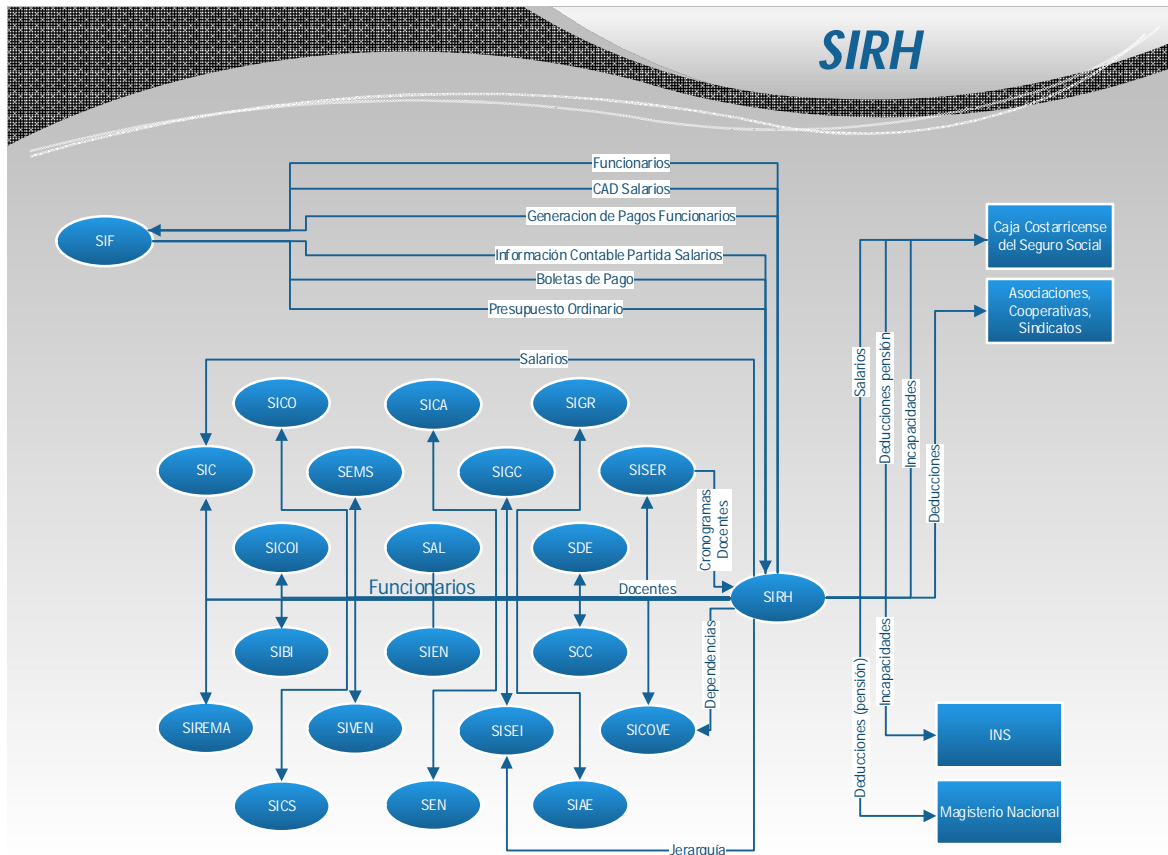 SIRH
Funcionarios
CAD Salarios
Generacion de Pagos Funcionarios
SIF
Información Contable Partida Salarios
Boletas de Pago
Presupuesto Ordinario
Caja Costarricense
del Seguro Social
Asociaciones,
Cooperativas,
Sindicatos
Salarios
Salarios
Deducciones pensión
Incapacidades
Deducciones
SICO
SICA
SIGR
SIC
SEMS
SIGC
SISER
Cronogramas
Docentes
SICOI
SAL
SDE
Funcionarios
Docentes
SIRH
SIBI
SIEN
SCC
Dependencias
Deducciones (pensión)
Incapacidades
SIREMA
SIVEN
SISEI
SICOVE
INS
SICS
SEN
SIAE
Magisterio Nacional
Jerarquía